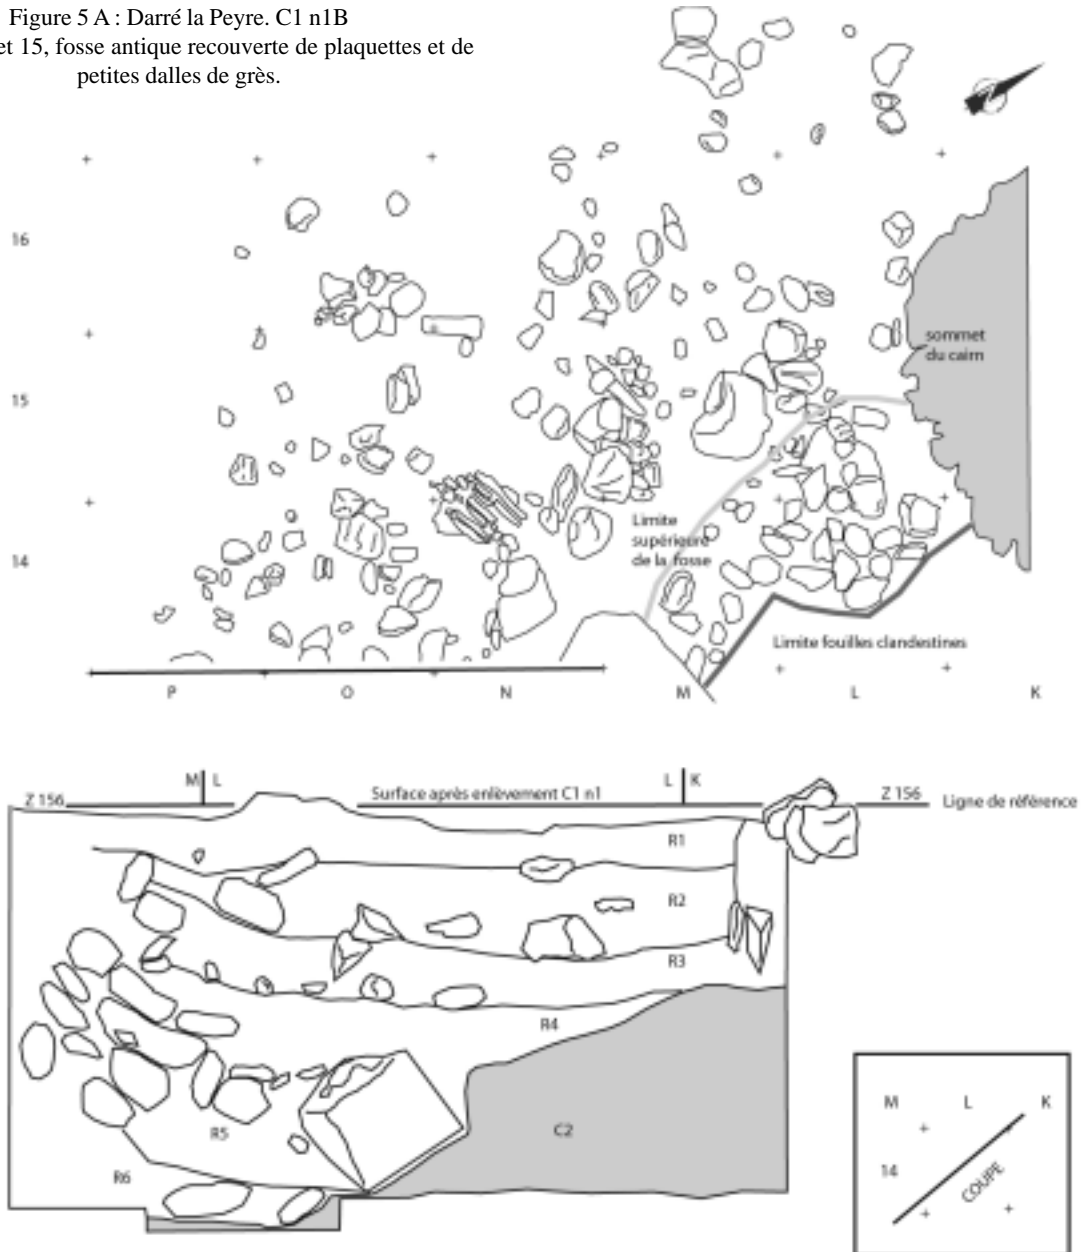 Figure 5 A : Darré la Peyre. C1 n1B
et 15, fosse antique recouverte de plaquettes et de
petites dalles de grès.
16
sommet
du cairn
15
Limite
supérieure
de la fosse
14
Limite fouilles clandestines
P O N M L K
M L
L K
Z 156
Surface après enlèvement C1 n1
Z 156
Ligne de référence
R1
R2
R3
R4
R5
C2
R6
M L K
14
COUPE